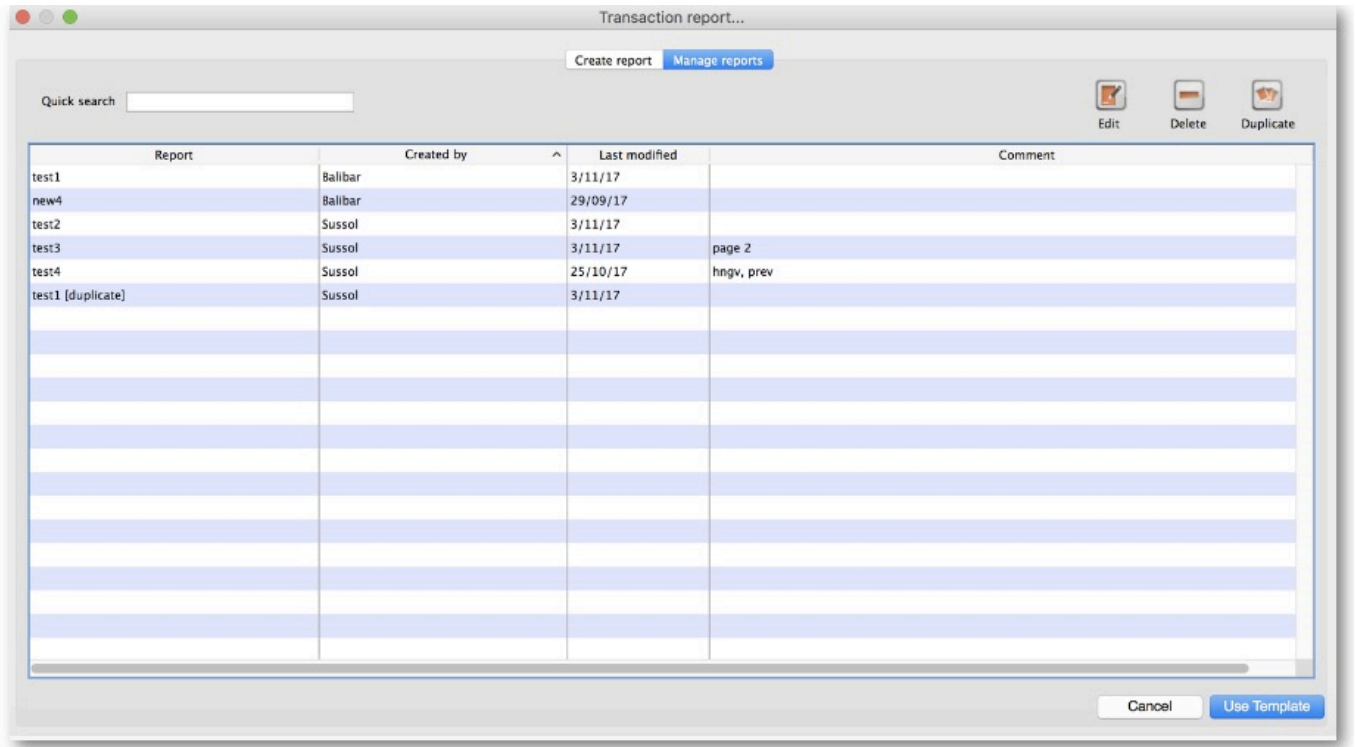 Transaction report...
Create report Manage reports
Quick search
Edit Delete Duplicate
Report Created by Last modified Comment
test1 Balibar 3/11/17
new4 Balibar 29/09/17
test2 Sussol 3/11/17
test3 Sussol 3/11/17 page 2
test4 Sussol 25/10/17 hngv, prev
test1 [duplicate] Sussol 3/11/17
Cancel Use Template